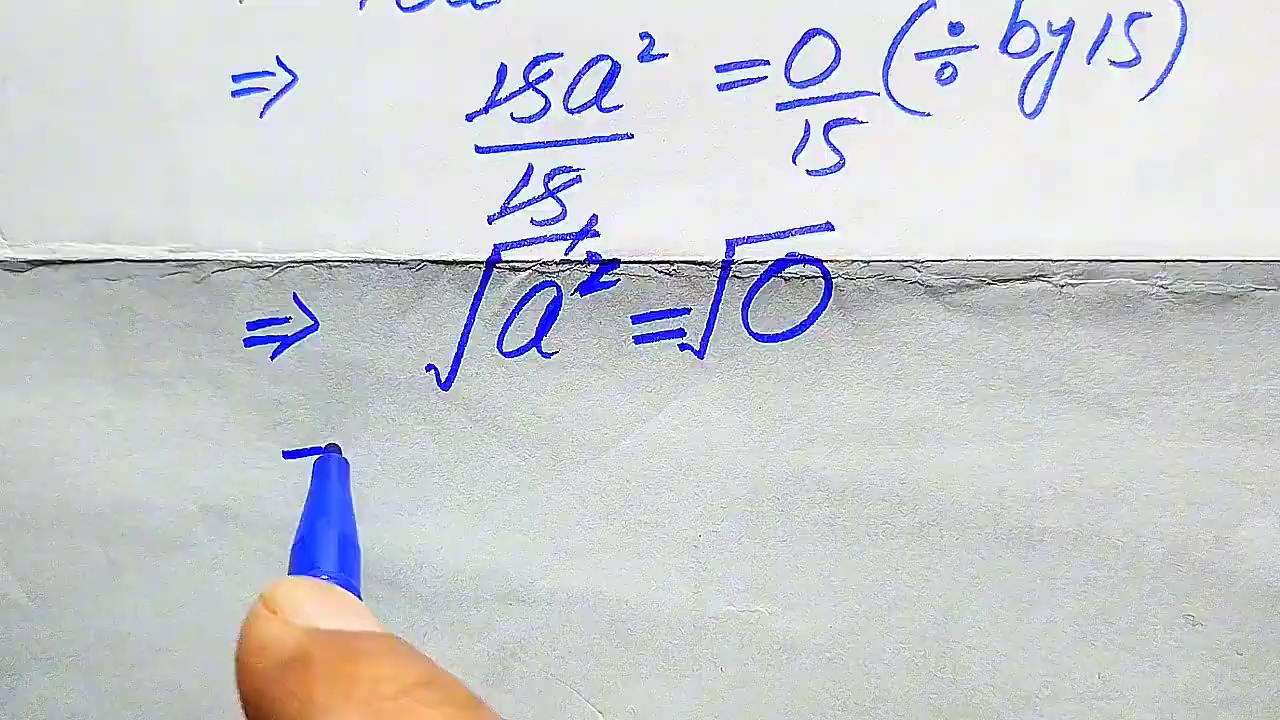 ⇒ 15a² = 0 (÷ by 15)
15 15
⇒ √a² = √0